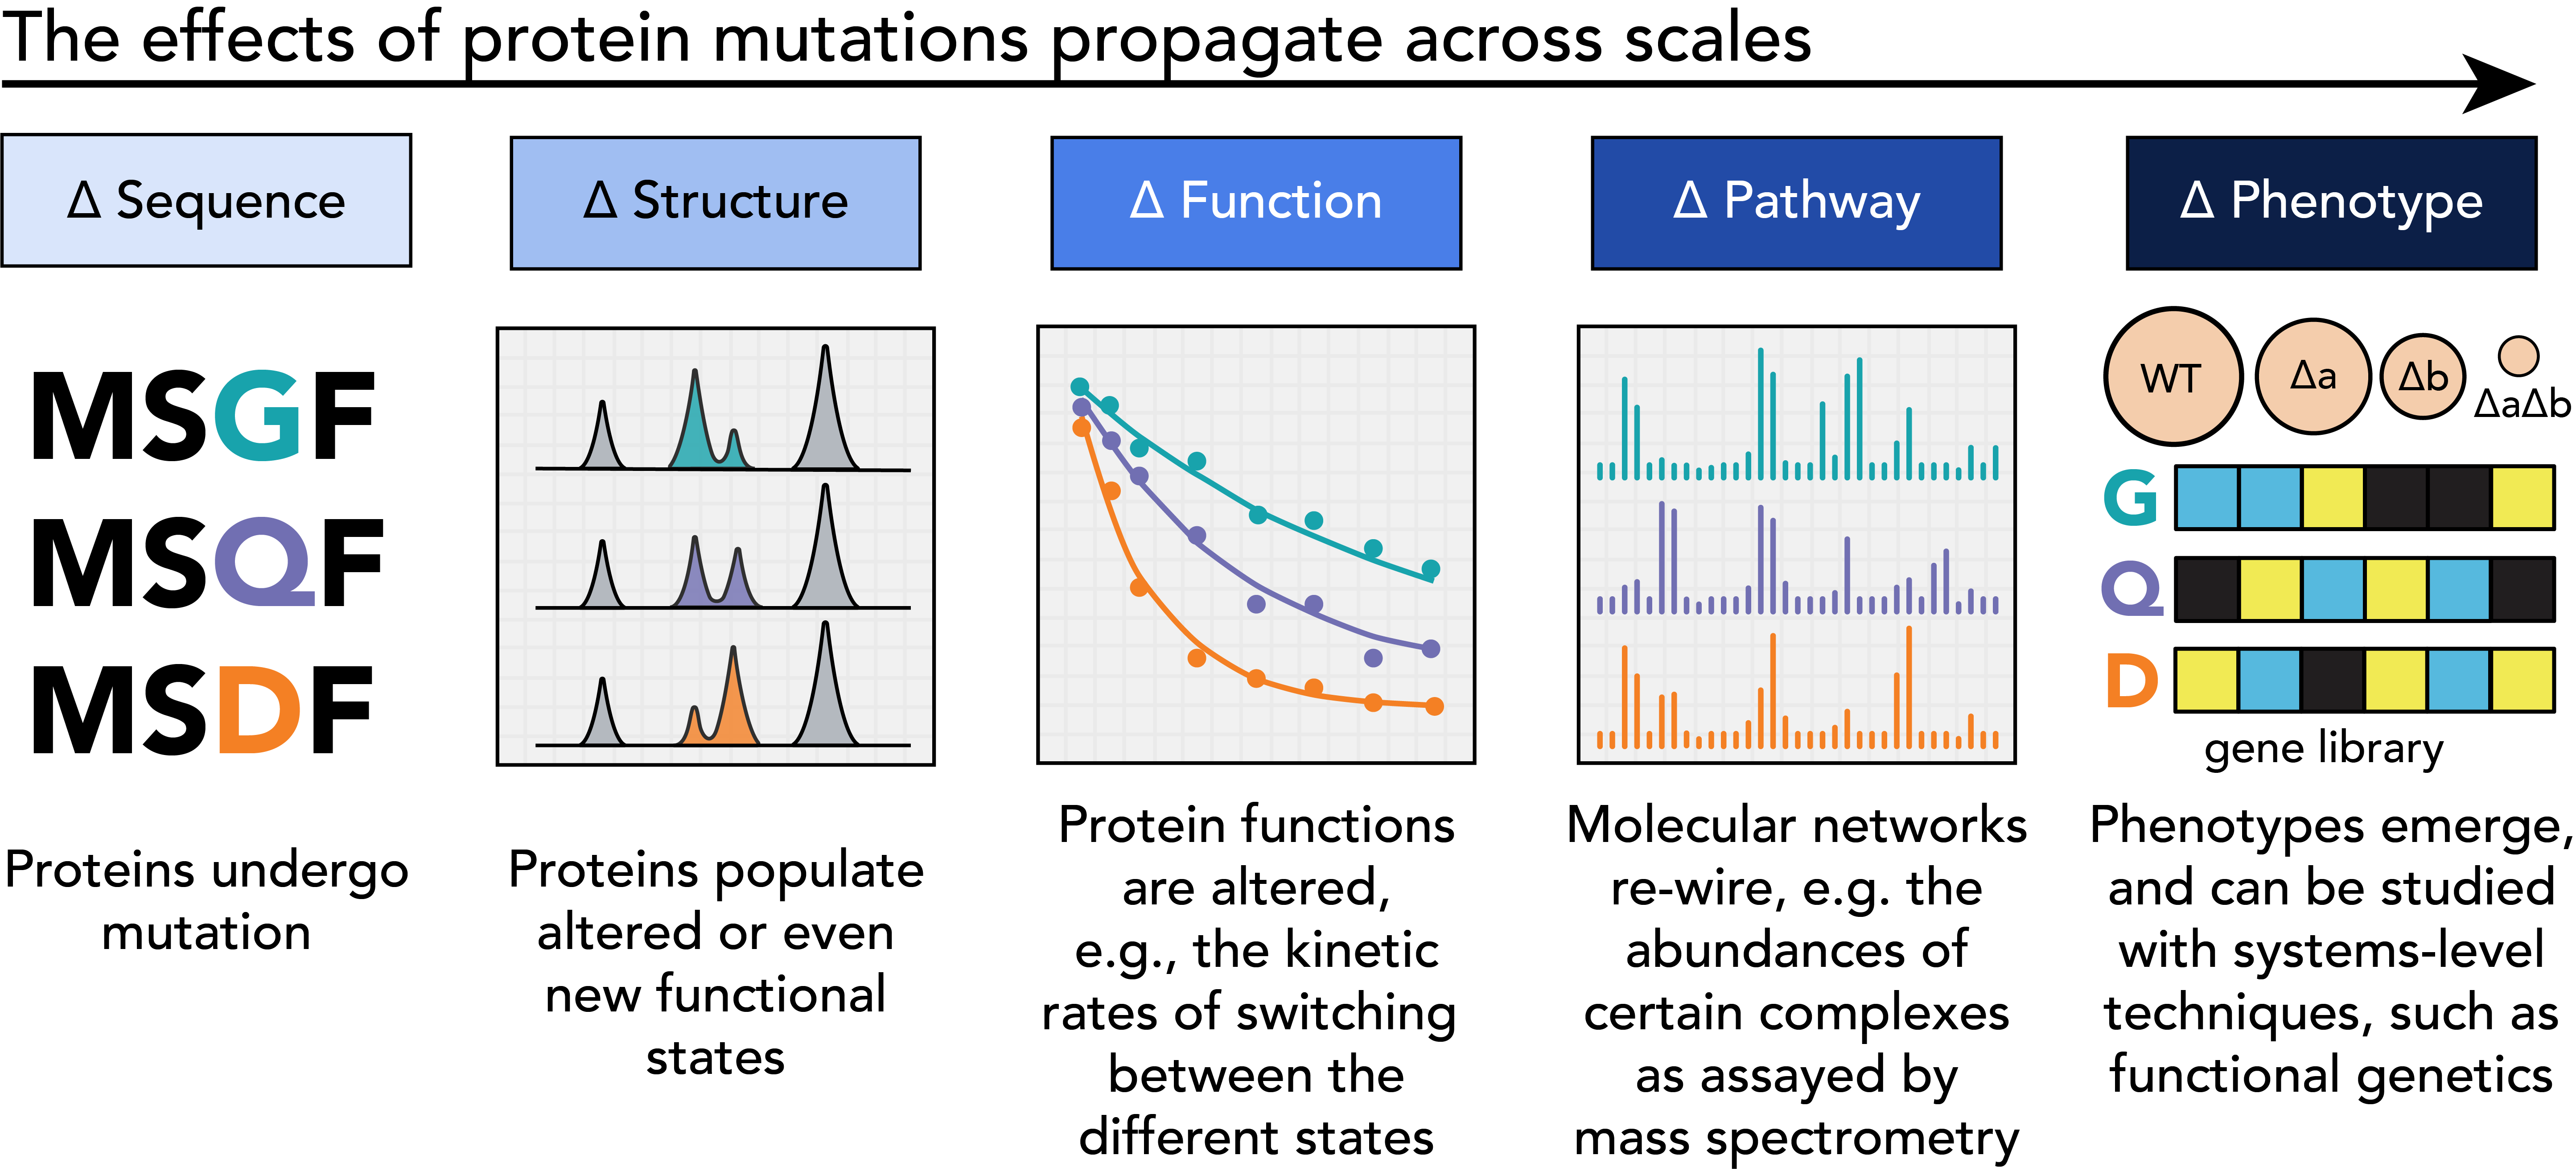 The effects of protein mutations propagate across scales
Δ Sequence
Δ Structure
Δ Function
Δ Pathway
Δ Phenotype
MSGF
MSQF
MSDF
WT
Δa
Δb
ΔaΔb
G
Q
D
gene library
Proteins undergo
mutation
Proteins populate
altered or even
new functional
states
Protein functions
are altered,
e.g., the kinetic
rates of switching
between the
different states
Molecular networks
re-wire, e.g. the
abundances of
certain complexes
as assayed by
mass spectrometry
Phenotypes emerge,
and can be studied
with systems-level
techniques, such as
functional genetics